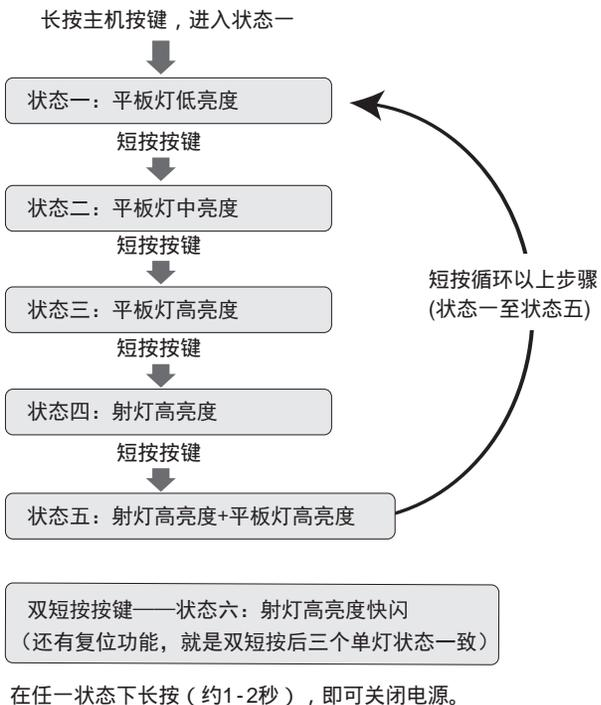 长按主机按键，进入状态一
状态一：平板灯低亮度
短按按键
状态二：平板灯中亮度
短按按键
状态三：平板灯高亮度
短按按键
状态四：射灯高亮度
短按按键
状态五：射灯高亮度+平板灯高亮度
短按循环以上步骤
(状态一至状态五)
双短按按键——状态六：射灯高亮度快闪
（还有复位功能，就是双短按后三个单灯状态一致）
在任一状态下长按（约1-2秒），即可关闭电源。